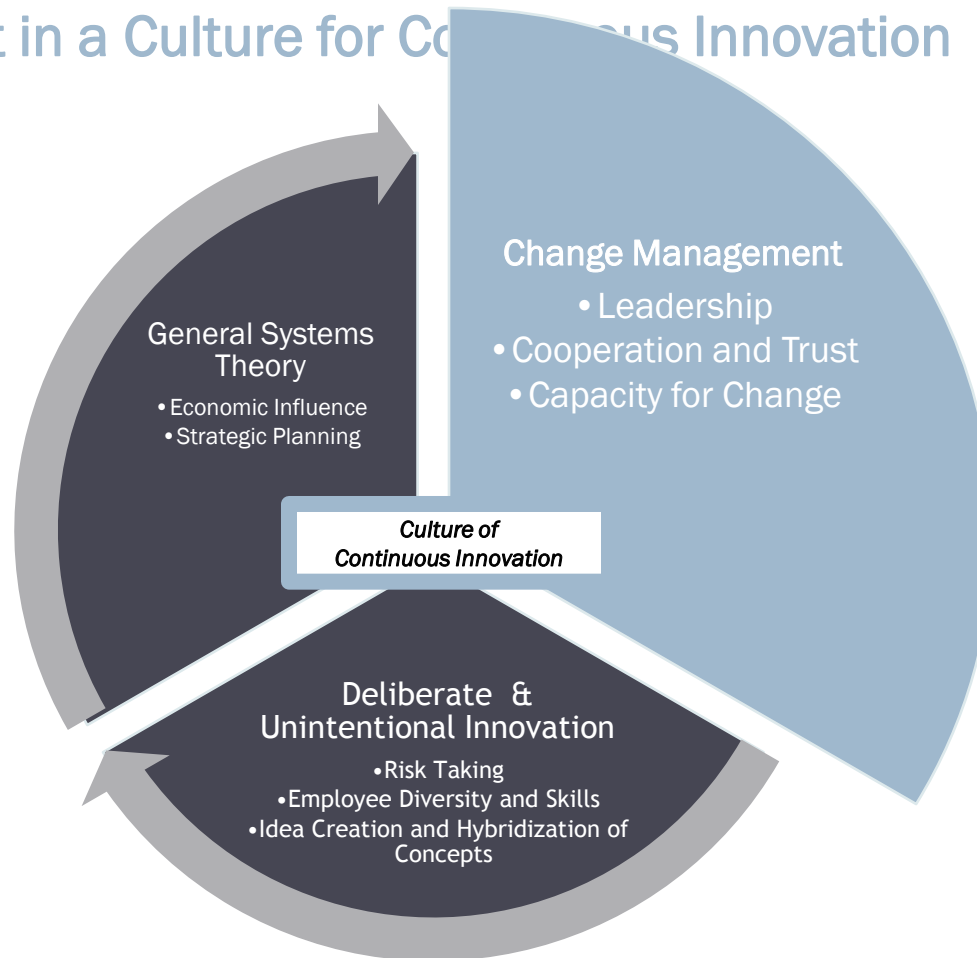 t in a Culture for Co us Innovation
Change Management
•Leadership
•Cooperation and Trust
•Capacity for Change
General Systems
Theory
•Economic Influence
•Strategic Planning
Culture of
Continuous Innovation
Deliberate &
Unintentional Innovation
•Risk Taking
•Employee Diversity and Skills
•Idea Creation and Hybridization of
Concepts